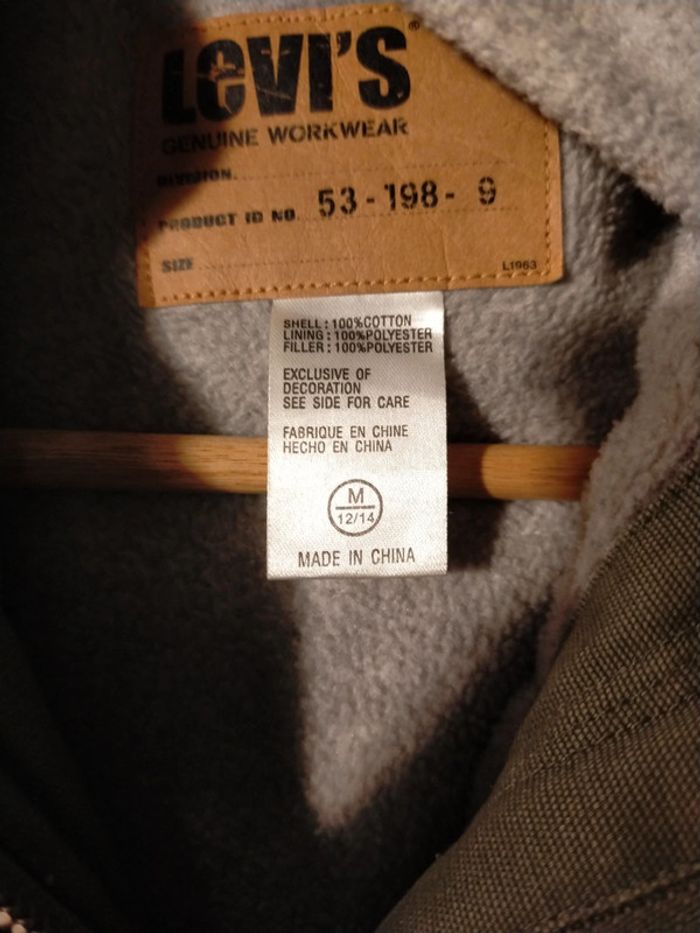 LEVI'S®
GENUINE WORKWEAR
DIVISION
PRODUCT ID NO. 53-198- 9
SIZE
L1963
SHELL : 100%COTTON
LINING : 100%POLYESTER
FILLER : 100%POLYESTER
EXCLUSIVE OF
DECORATION
SEE SIDE FOR CARE
FABRIQUE EN CHINE
HECHO EN CHINA
M
12/14
MADE IN CHINA